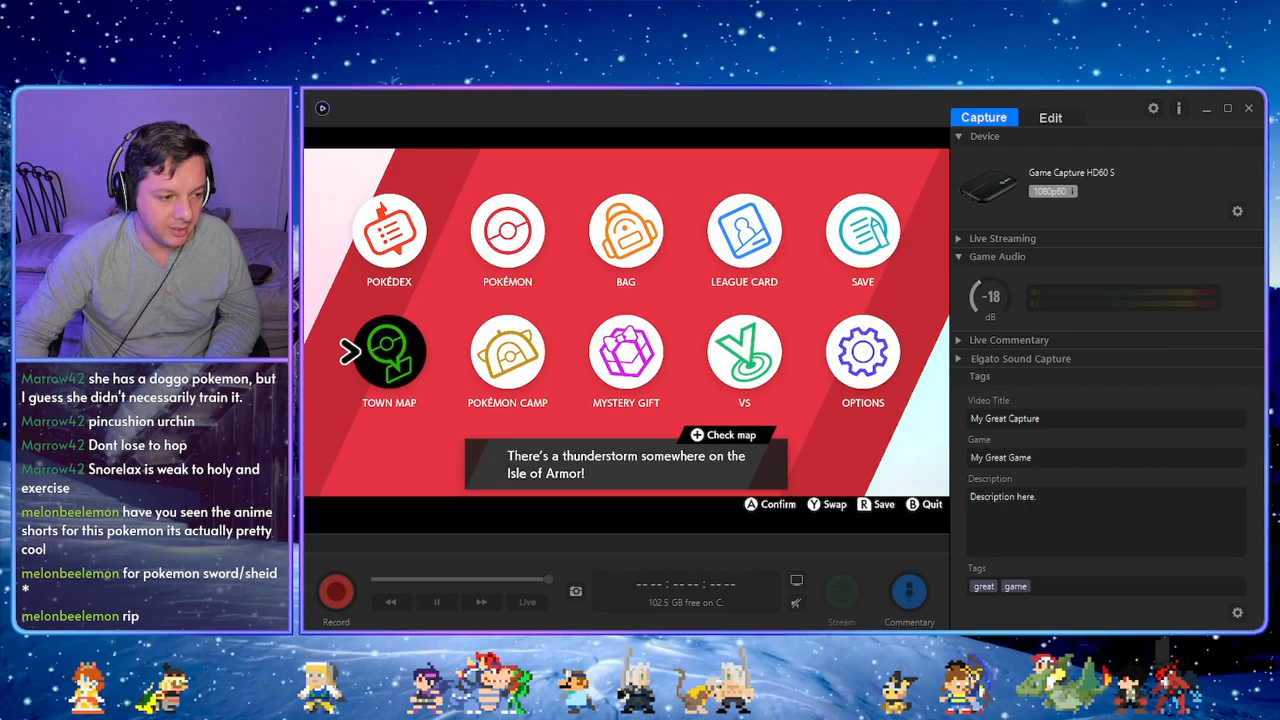 Marrow42 she has a doggo pokemon, but
I guess she didn't necessarily train it.
Marrow42 pincushion urchin
Marrow42 Dont lose to hop
Marrow42 Snorelax is weak to holy and
exercise
melonbeelemon have you seen the anime
shorts for this pokemon its actually pretty
cool
melonbeelemon for pokemon sword/sheid
*
melonbeelemon rip
POKÉDEX
POKÉMON
BAG
LEAGUE CARD
SAVE
TOWN MAP
POKÉMON CAMP
MYSTERY GIFT
VS
OPTIONS
Check map
There's a thunderstorm somewhere on the
Isle of Armor!
A Confirm Y Swap R Save B Quit
Record
Live
-- -- : -- -- : -- --
102.5 GB free on C:
Stream
Commentary
Capture Edit
Device
Game Capture HD60 S
1080p60 i
Live Streaming
Game Audio
-18
dB
Live Commentary
Elgato Sound Capture
Tags
Video Title
My Great Capture
Game
My Great Game
Description
Description here.
Tags
great game